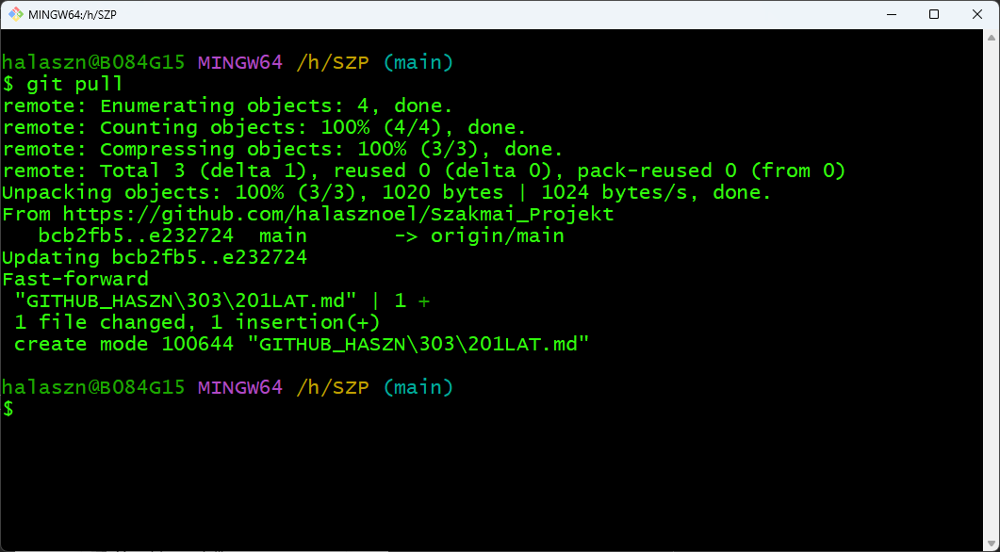 MINGW64:/h/SZP
halaszn@B084G15 MINGW64 /h/SZP (main)
$ git pull
remote: Enumerating objects: 4, done.
remote: Counting objects: 100% (4/4), done.
remote: Compressing objects: 100% (3/3), done.
remote: Total 3 (delta 1), reused 0 (delta 0), pack-reused 0 (from 0)
Unpacking objects: 100% (3/3), 1020 bytes | 1024 bytes/s, done.
From https://github.com/halasznoel/Szakmai_Projekt
   bcb2fb5..e232724  main       -> origin/main
Updating bcb2fb5..e232724
Fast-forward
 "GITHUB_HASZN\303\201LAT.md" | 1 +
 1 file changed, 1 insertion(+)
 create mode 100644 "GITHUB_HASZN\303\201LAT.md"
halaszn@B084G15 MINGW64 /h/SZP (main)
$